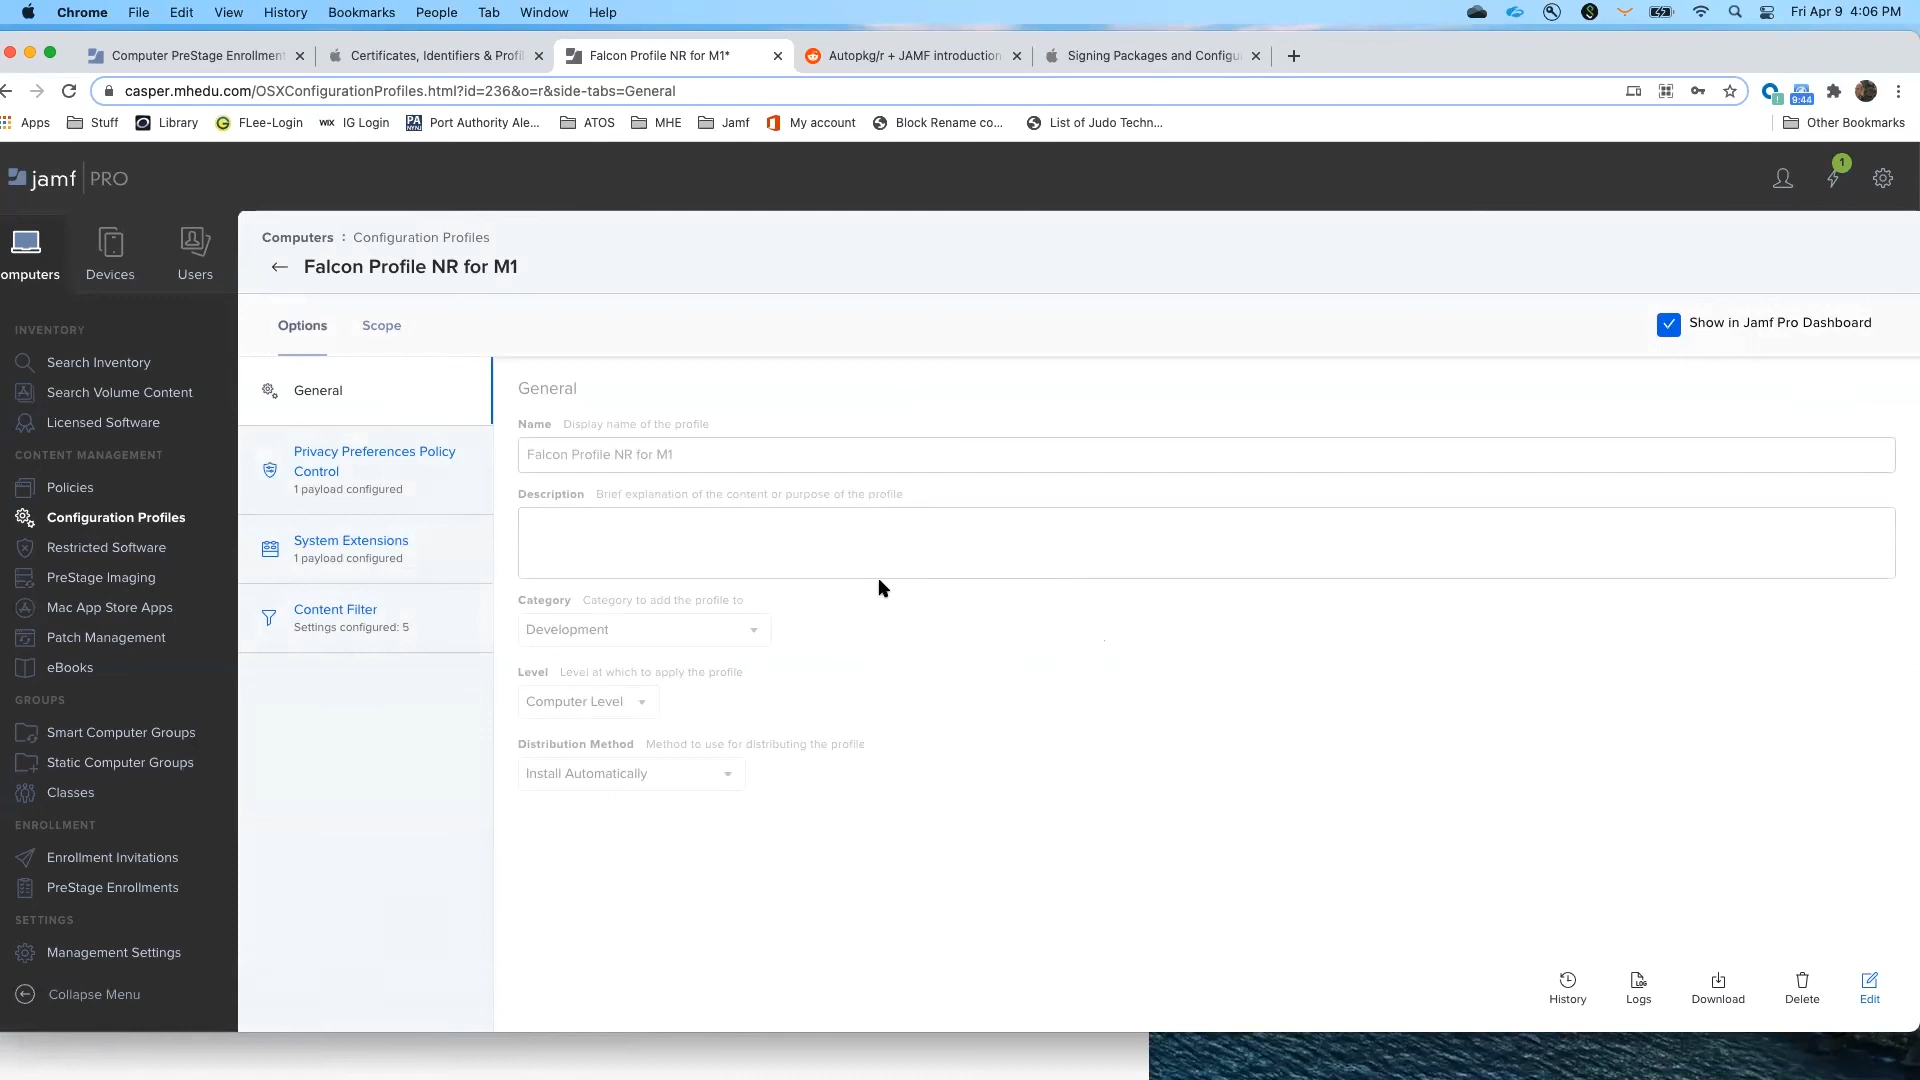 Chrome File Edit View History Bookmarks People Tab Window Help Fri Apr 9 4:06 PM
Computer PreStage Enrollment Certificates, Identifiers & Profil Falcon Profile NR for M1* Autopkg/r + JAMF introduction Signing Packages and Configu
casper.mhedu.com/OSXConfigurationProfiles.html?id=236&o=r&side-tabs=General 9:44
Apps Stuff Library FLee-Login WIX IG Login PA Port Authority Ale... ATOS MHE Jamf My account Block Rename co... List of Judo Techn... Other Bookmarks
jamf PRO 1
omputers Devices Users
Computers : Configuration Profiles
← Falcon Profile NR for M1
Options Scope Show in Jamf Pro Dashboard
INVENTORY
Search Inventory
Search Volume Content
Licensed Software
CONTENT MANAGEMENT
Policies
Configuration Profiles
Restricted Software
PreStage Imaging
Mac App Store Apps
Patch Management
eBooks
GROUPS
Smart Computer Groups
Static Computer Groups
Classes
ENROLLMENT
Enrollment Invitations
PreStage Enrollments
SETTINGS
Management Settings
Collapse Menu
General
Privacy Preferences Policy
Control
1 payload configured
System Extensions
1 payload configured
Content Filter
Settings configured: 5
General
Name Display name of the profile
Falcon Profile NR for M1
Description Brief explanation of the content or purpose of the profile
Category Category to add the profile to
Development
Level Level at which to apply the profile
Computer Level
Distribution Method Method to use for distributing the profile
Install Automatically
History Logs Download Delete Edit